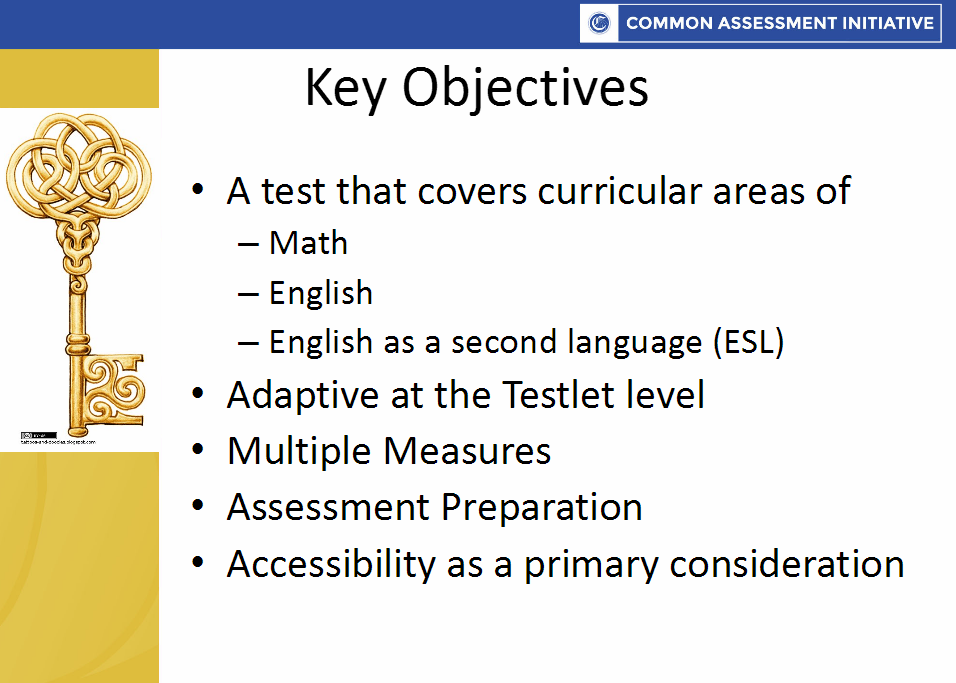 COMMON ASSESSMENT INITIATIVE
Key Objectives
• A test that covers curricular areas of
– Math
– English
– English as a second language (ESL)
• Adaptive at the Testlet level
• Multiple Measures
• Assessment Preparation
• Accessibility as a primary consideration